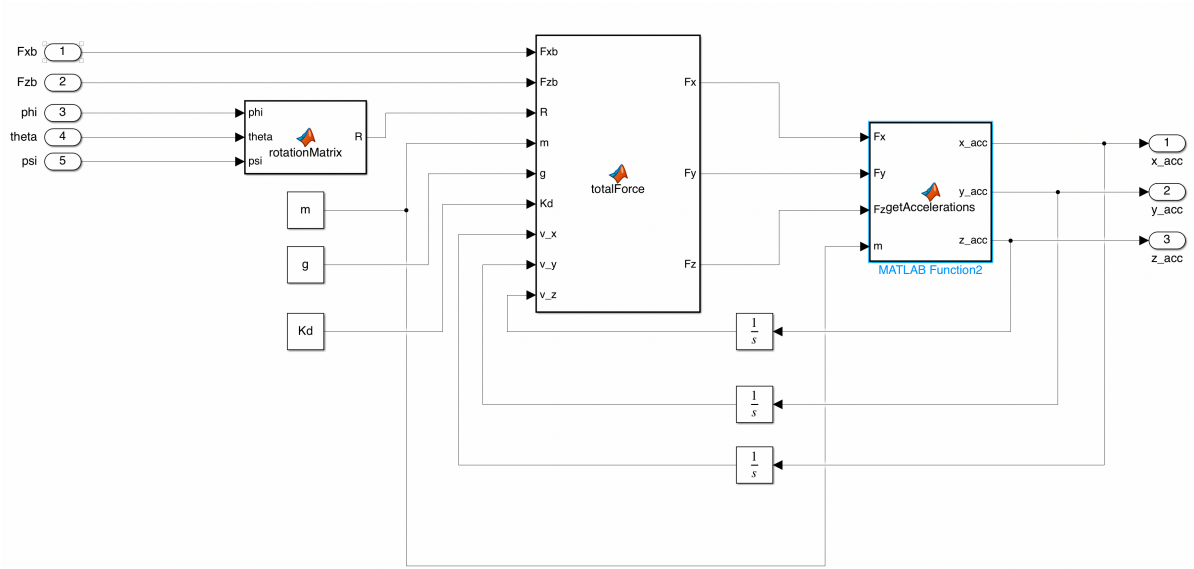 Fxb 1
Fzb 2
phi 3
theta 4
psi 5
phi
theta
psi
R
rotationMatrix
m
g
Kd
Fxb
Fzb
R
m
g
Kd
v_x
v_y
v_z
totalForce
Fx
Fy
Fz
Fx
Fy
Fz
m
getAccelerations
x_acc
y_acc
z_acc
MATLAB Function2
1
x_acc
2
y_acc
3
z_acc
1
s
1
s
1
s